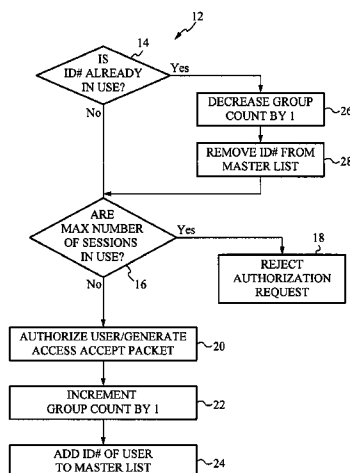 12
14
IS
ID# ALREADY
IN USE?
Yes
No
DECREASE GROUP
COUNT BY 1
26
REMOVE ID# FROM
MASTER LIST
28
ARE
MAX NUMBER
OF SESSIONS
IN USE?
Yes
No
16
18
REJECT
AUTHORIZATION
REQUEST
AUTHORIZE USER/GENERATE
ACCESS ACCEPT PACKET
20
INCREMENT
GROUP COUNT BY 1
22
ADD ID# OF USER
TO MASTER LIST
24